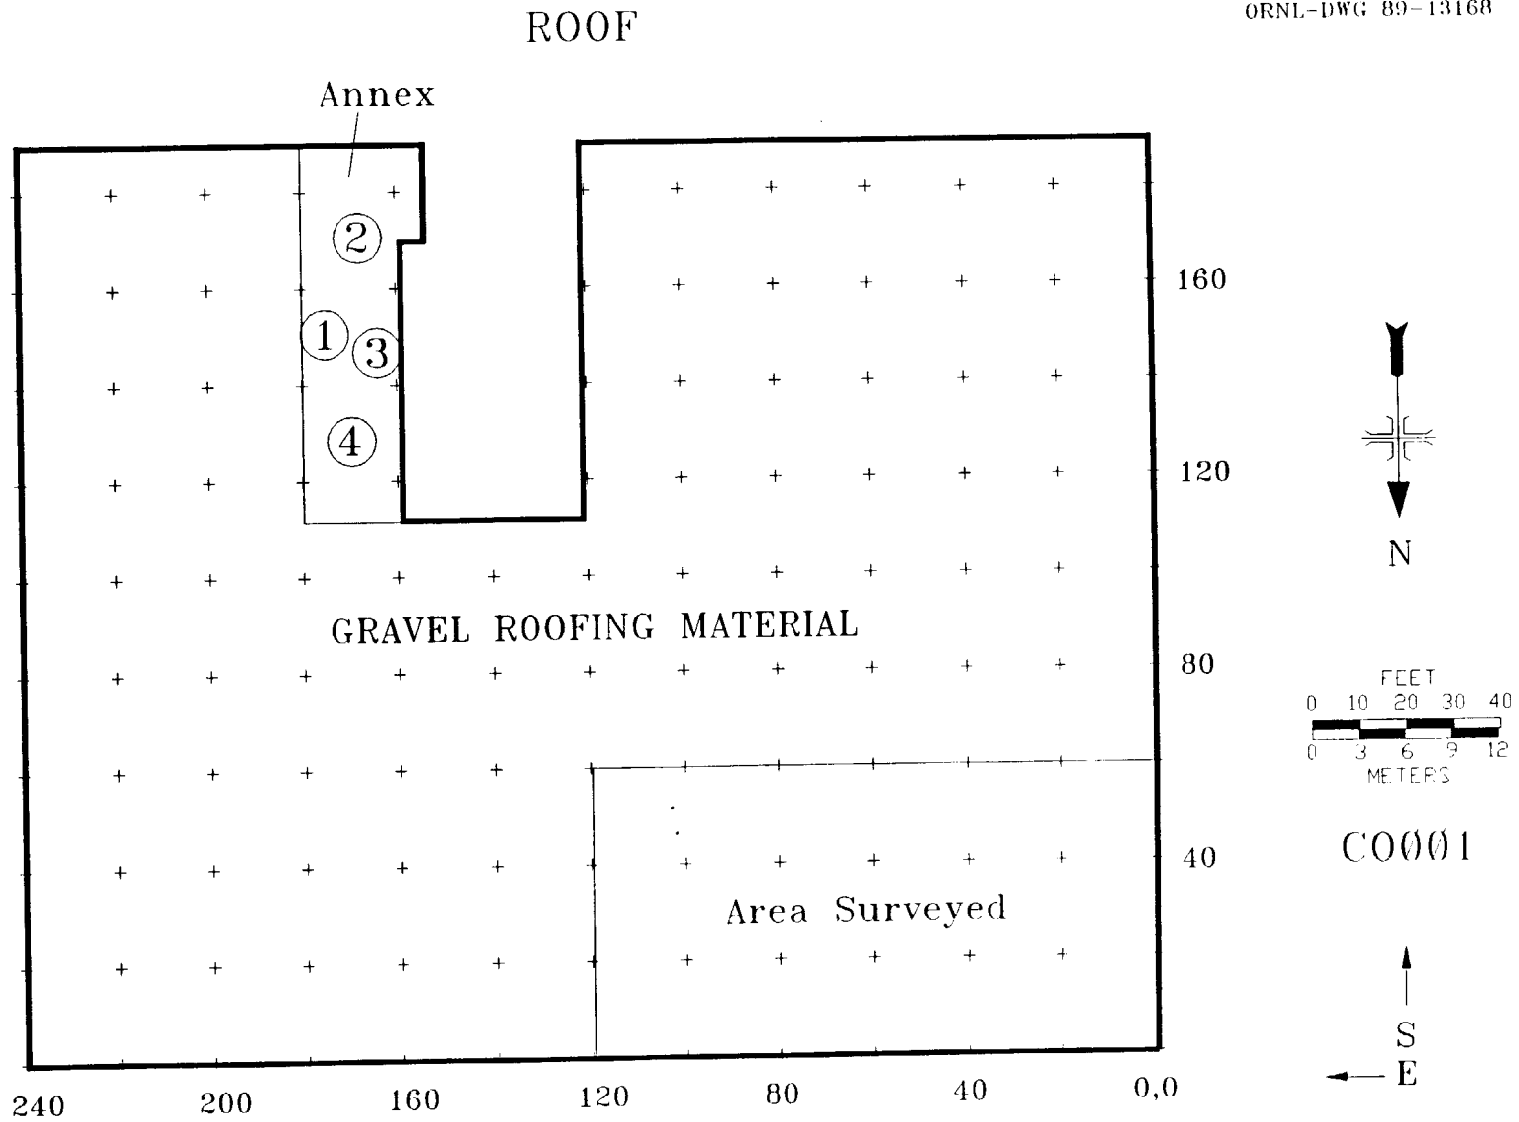 ORNL-DWG 89-13168
ROOF
Annex
2
160
1
3
4
120
N
GRAVEL ROOFING MATERIAL
80
FEET
0 10 20 30 40
0 3 6 9 12
METERS
CO001
40
Area Surveyed
S
E
240 200 160 120 80 40 0,0